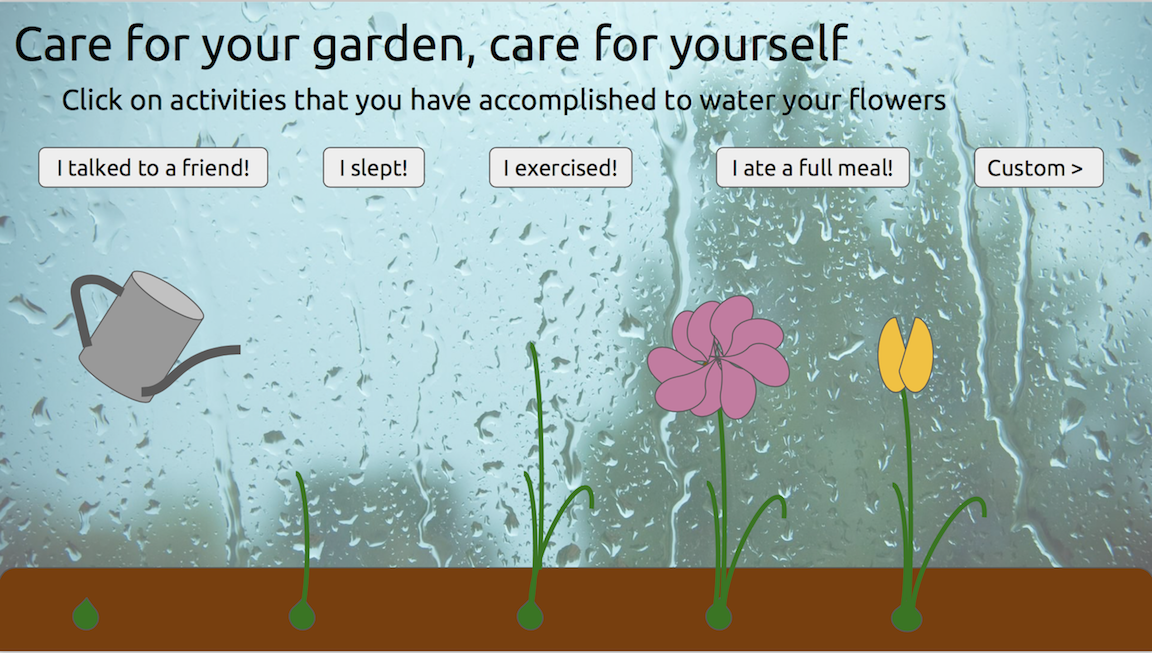 Care for your garden, care for yourself
Click on activities that you have accomplished to water your flowers
I talked to a friend! I slept! I exercised! I ate a full meal! Custom >